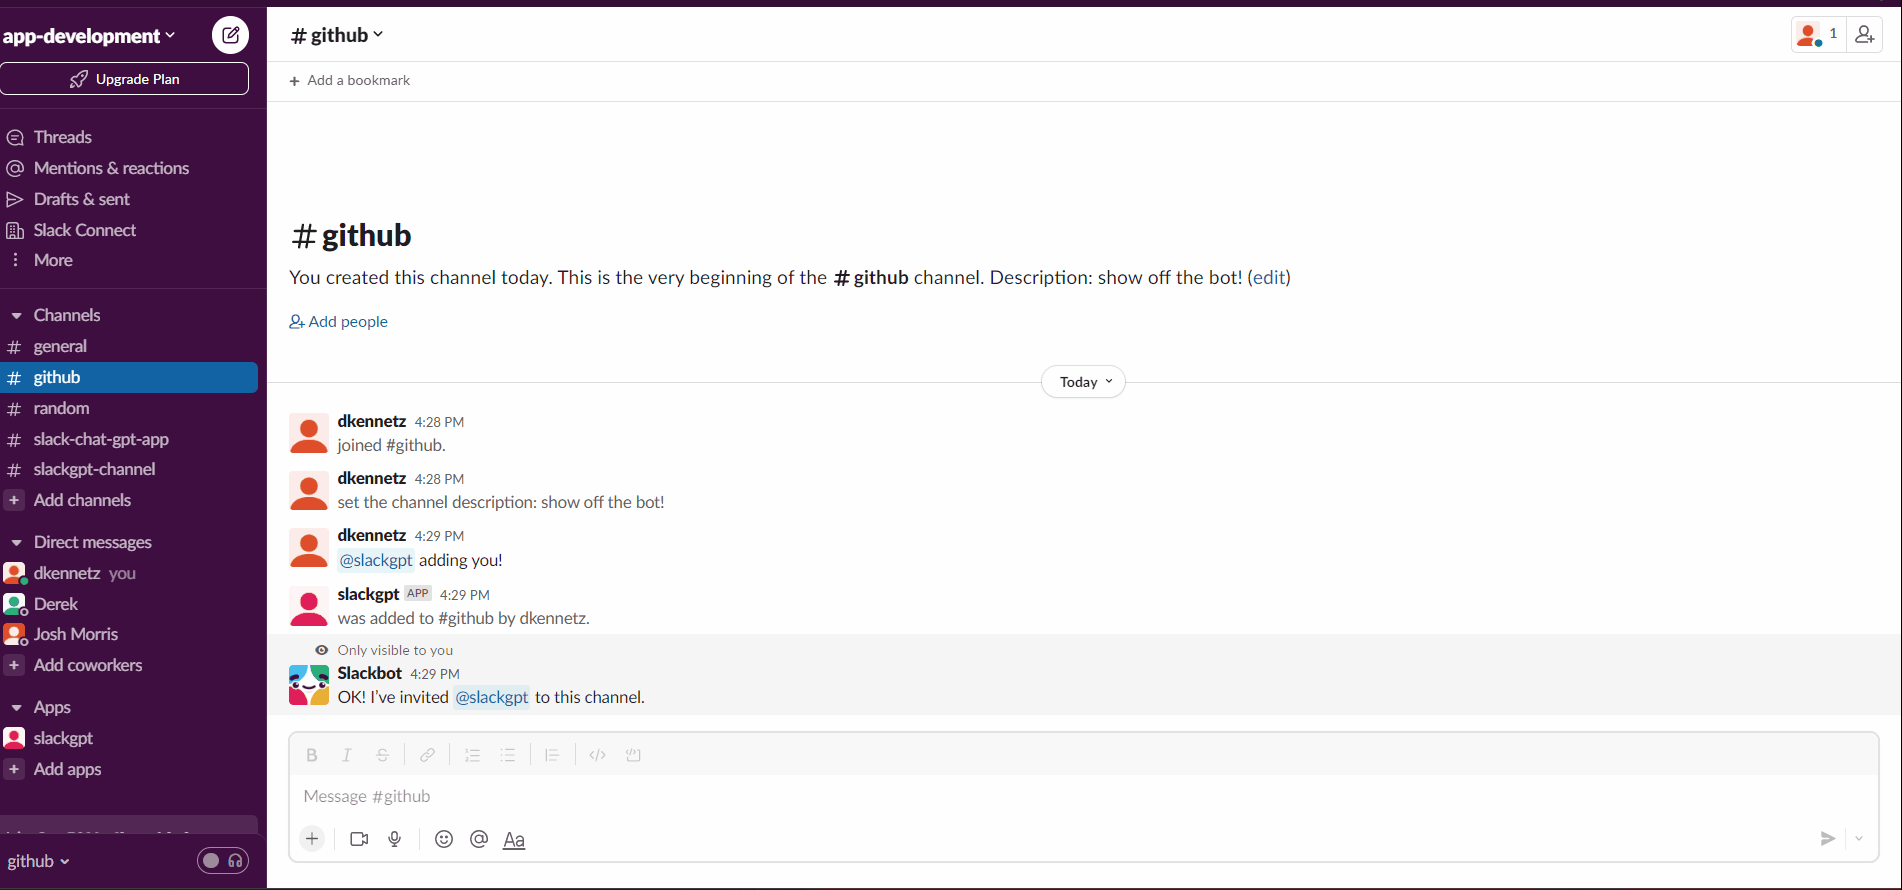 app-development
Upgrade Plan
Threads
Mentions & reactions
Drafts & sent
Slack Connect
More
Channels
# general
# github
# random
# slack-chat-gpt-app
# slackgpt-channel
+ Add channels
Direct messages
dkennetz you
Derek
Josh Morris
+ Add coworkers
Apps
slackgpt
+ Add apps
github
# github
1
+ Add a bookmark
# github
You created this channel today. This is the very beginning of the # github channel. Description: show off the bot! (edit)
Add people
Today
dkennetz 4:28 PM
joined #github.
dkennetz 4:28 PM
set the channel description: show off the bot!
dkennetz 4:29 PM
@slackgpt adding you!
slackgpt APP 4:29 PM
was added to #github by dkennetz.
Only visible to you
Slackbot 4:29 PM
OK! I've invited @slackgpt to this channel.
B I S
Message #github
+ @ Aa